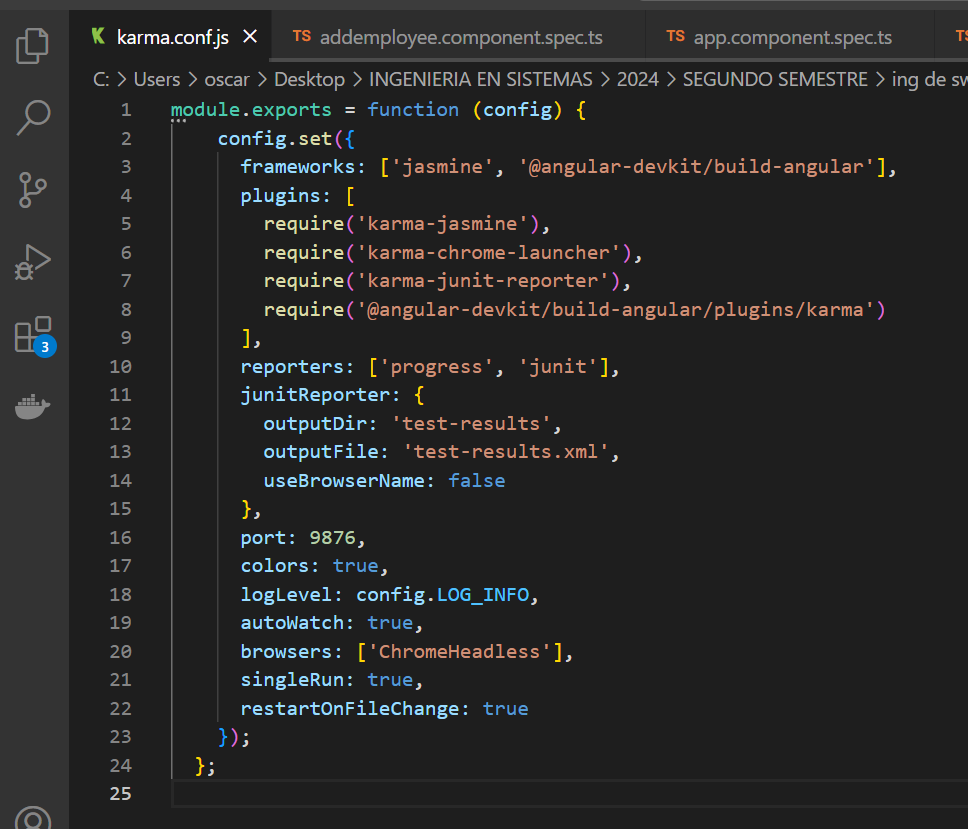 karma.conf.js
TS addemployee.component.spec.ts
TS app.component.spec.ts
TS
C: > Users > oscar > Desktop > INGENIERIA EN SISTEMAS > 2024 > SEGUNDO SEMESTRE > ing de sw
1 module.exports = function (config) {
2 config.set({
3 frameworks: ['jasmine', '@angular-devkit/build-angular'],
4 plugins: [
5 require('karma-jasmine'),
6 require('karma-chrome-launcher'),
7 require('karma-junit-reporter'),
8 require('@angular-devkit/build-angular/plugins/karma')
9 ],
10 reporters: ['progress', 'junit'],
11 junitReporter: {
12 outputDir: 'test-results',
13 outputFile: 'test-results.xml',
14 useBrowserName: false
15 },
16 port: 9876,
17 colors: true,
18 logLevel: config.LOG_INFO,
19 autoWatch: true,
20 browsers: ['ChromeHeadless'],
21 singleRun: true,
22 restartOnFileChange: true
23 });
24 };
25
3